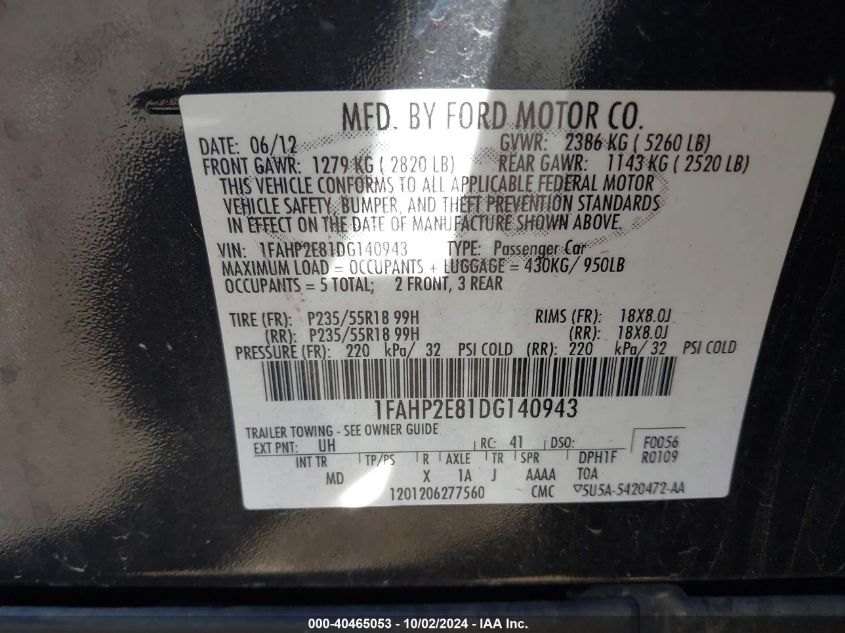 MFD. BY FORD MOTOR CO.
DATE: 06/12 GVWR: 2386 KG ( 5260 LB)
FRONT GAWR: 1279 KG ( 2820 LB) REAR GAWR: 1143 KG ( 2520 LB)
THIS VEHICLE CONFORMS TO ALL APPLICABLE FEDERAL MOTOR
VEHICLE SAFETY, BUMPER, AND THEFT PREVENTION STANDARDS
IN EFFECT ON THE DATE OF MANUFACTURE SHOWN ABOVE.
VIN: 1FAHP2E81DG140943 TYPE: Passenger Car
MAXIMUM LOAD = OCCUPANTS + LUGGAGE = 430KG/ 950LB
OCCUPANTS = 5 TOTAL; 2 FRONT, 3 REAR
TIRE (FR): P235/55R18 99H RIMS (FR): 18X8.0J
(RR): P235/55R18 99H (RR): 18X8.0J
PRESSURE (FR): 220 kPa/ 32 PSI COLD (RR): 220 kPa/ 32 PSI COLD
1FAHP2E81DG140943
TRAILER TOWING - SEE OWNER GUIDE
EXT PNT: UH RC: 41 DSO: F0056
INT TR TP/PS R AXLE TR SPR DPH1F R0109
MD X 1A J AAAA TOA
1201206277560 CMC 5U5A-5420472-AA
000-40465053 - 10/02/2024 - © Copyright 2024 IAA, Inc.